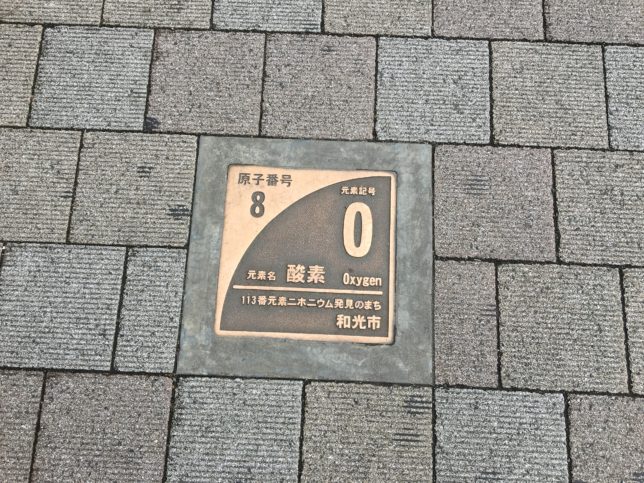 原子番号
8
元素記号
O
元素名 酸素 Oxygen
113番元素ニホニウム発見のまち
和光市